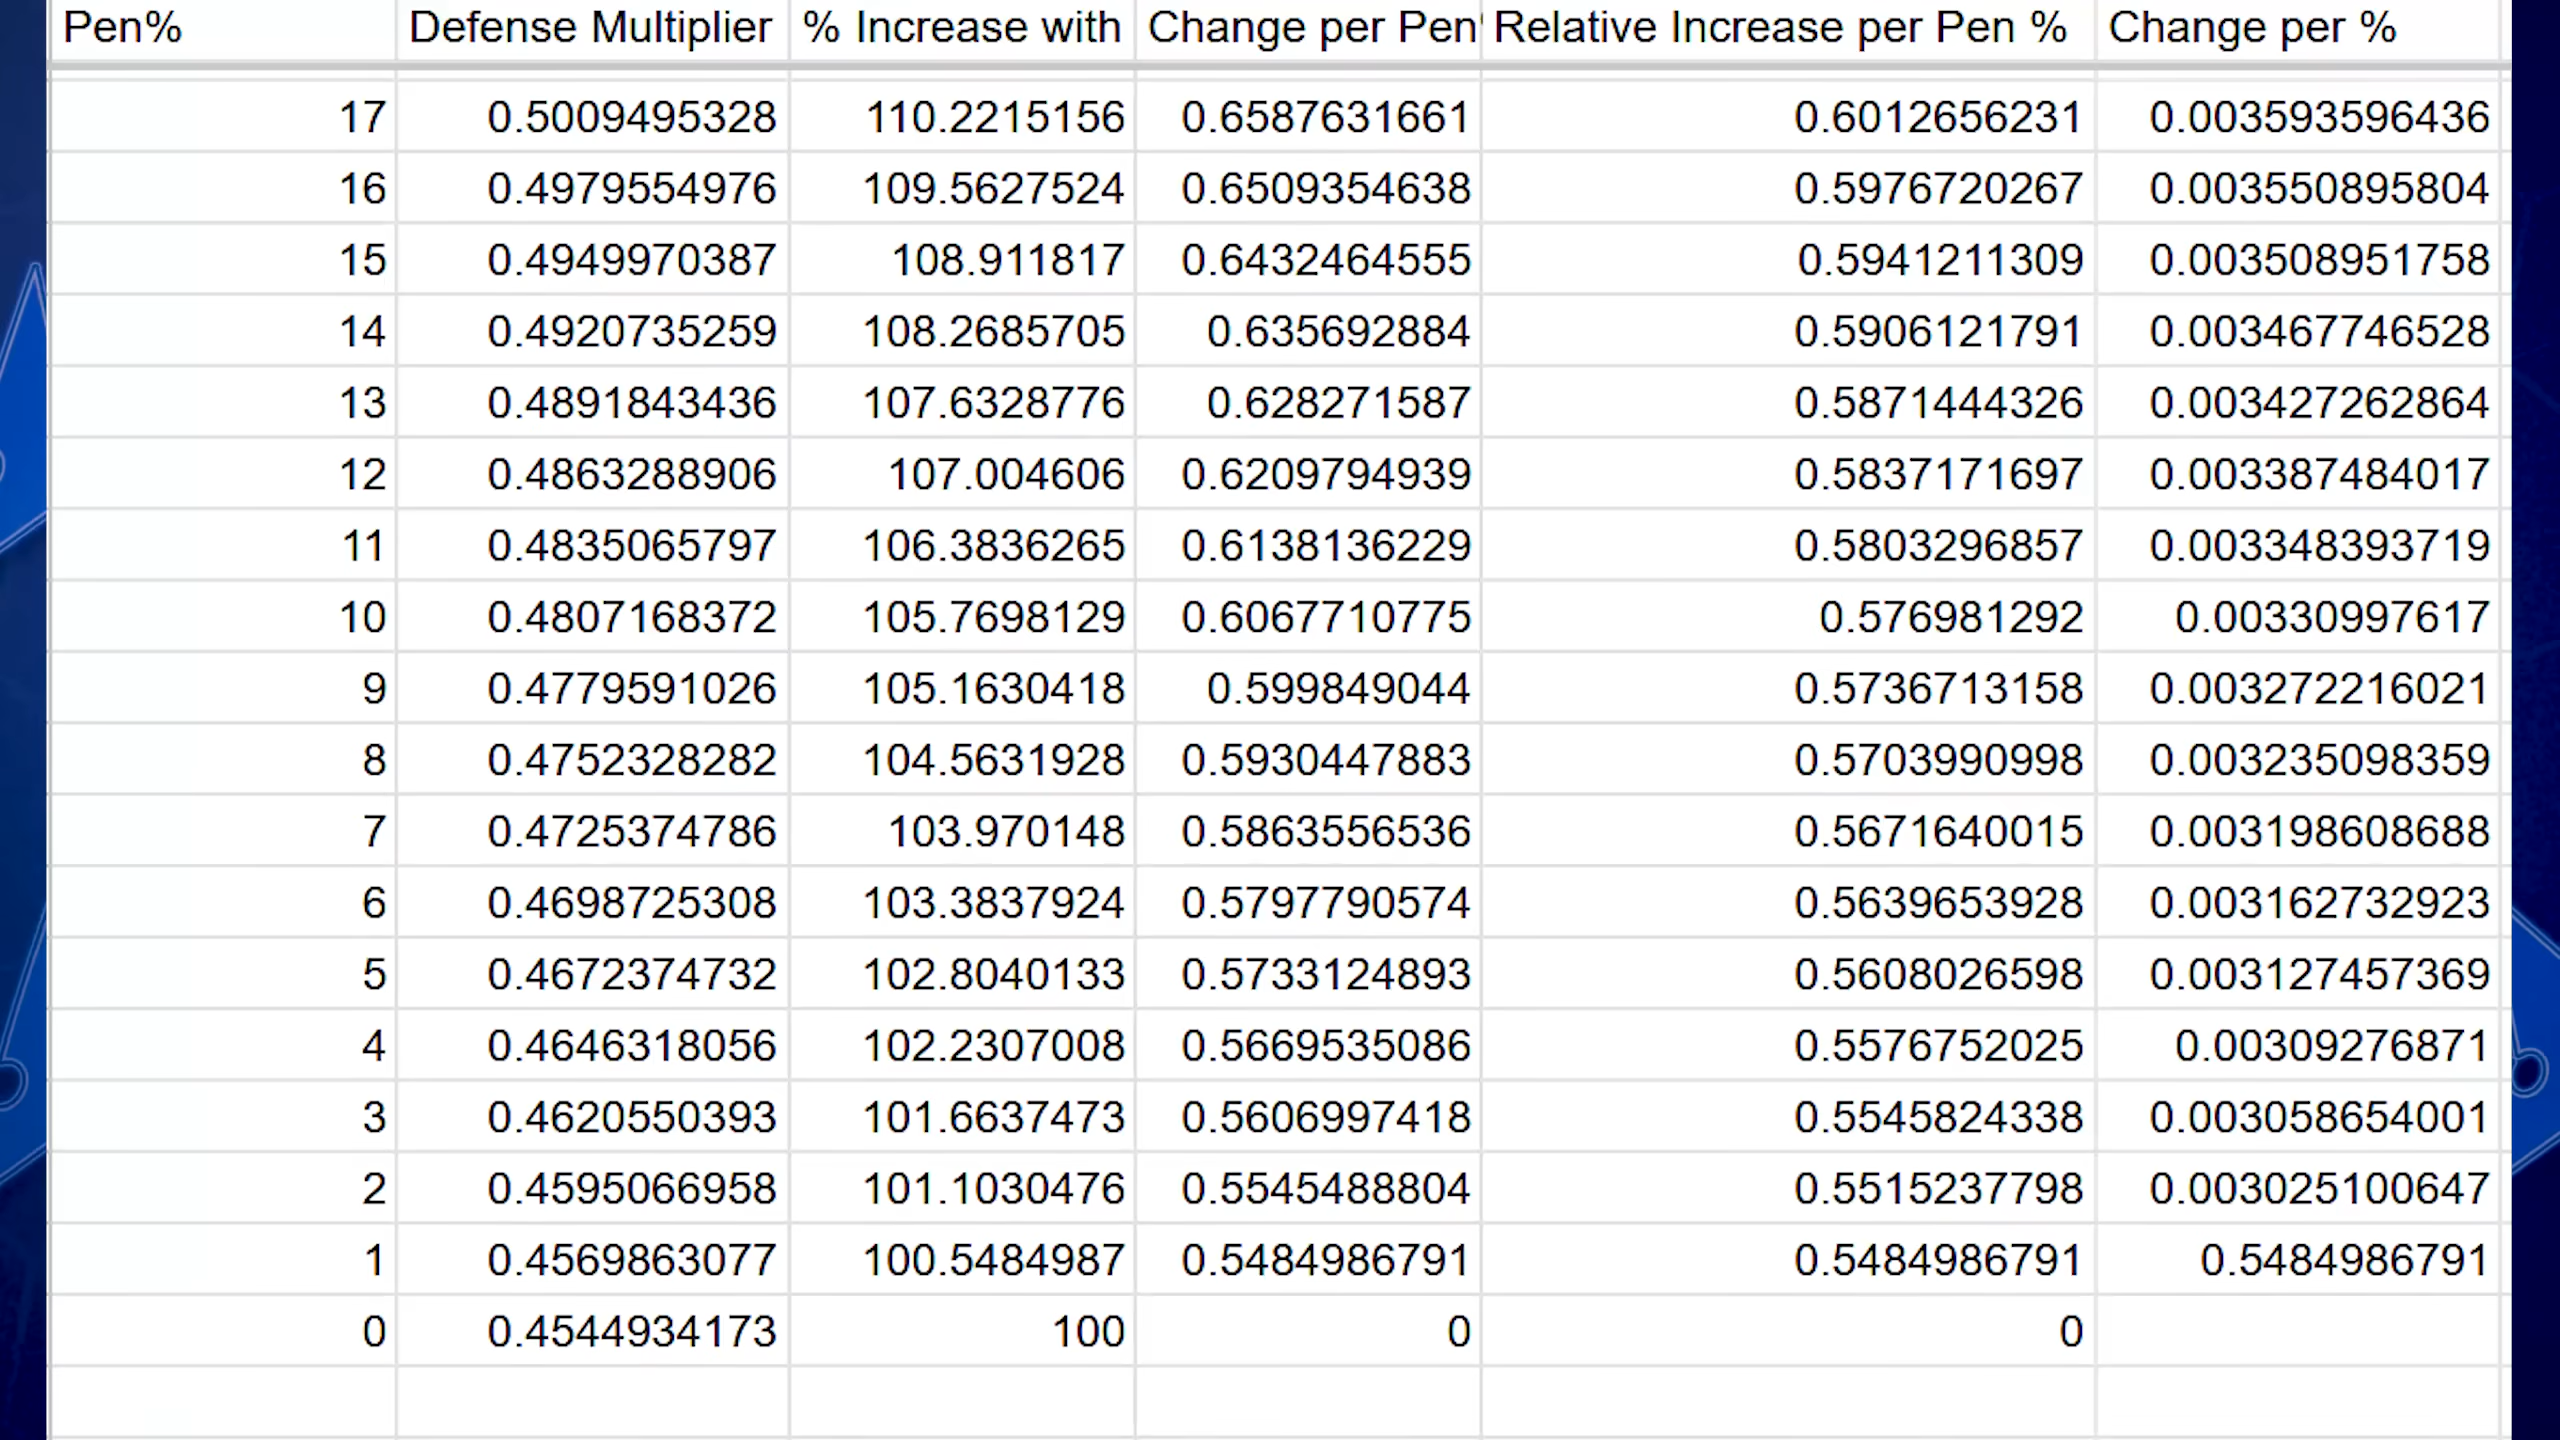 Pen% Defense Multiplier % Increase with Change per Pen Relative Increase per Pen % Change per %
17 0.5009495328 110.2215156 0.6587631661 0.6012656231 0.003593596436
16 0.4979554976 109.5627524 0.6509354638 0.5976720267 0.003550895804
15 0.4949970387 108.911817 0.6432464555 0.5941211309 0.003508951758
14 0.4920735259 108.2685705 0.635692884 0.5906121791 0.003467746528
13 0.4891843436 107.6328776 0.628271587 0.5871444326 0.003427262864
12 0.4863288906 107.004606 0.6209794939 0.5837171697 0.003387484017
11 0.4835065797 106.3836265 0.6138136229 0.5803296857 0.003348393719
10 0.4807168372 105.7698129 0.6067710775 0.576981292 0.00330997617
9 0.4779591026 105.1630418 0.599849044 0.5736713158 0.003272216021
8 0.4752328282 104.5631928 0.5930447883 0.5703990998 0.003235098359
7 0.4725374786 103.970148 0.5863556536 0.5671640015 0.003198608688
6 0.4698725308 103.3837924 0.5797790574 0.5639653928 0.003162732923
5 0.4672374732 102.8040133 0.5733124893 0.5608026598 0.003127457369
4 0.4646318056 102.2307008 0.5669535086 0.5576752025 0.00309276871
3 0.4620550393 101.6637473 0.5606997418 0.5545824338 0.003058654001
2 0.4595066958 101.1030476 0.5545488804 0.5515237798 0.003025100647
1 0.4569863077 100.5484987 0.5484986791 0.5484986791 0.5484986791
0 0.4544934173 100 0 0